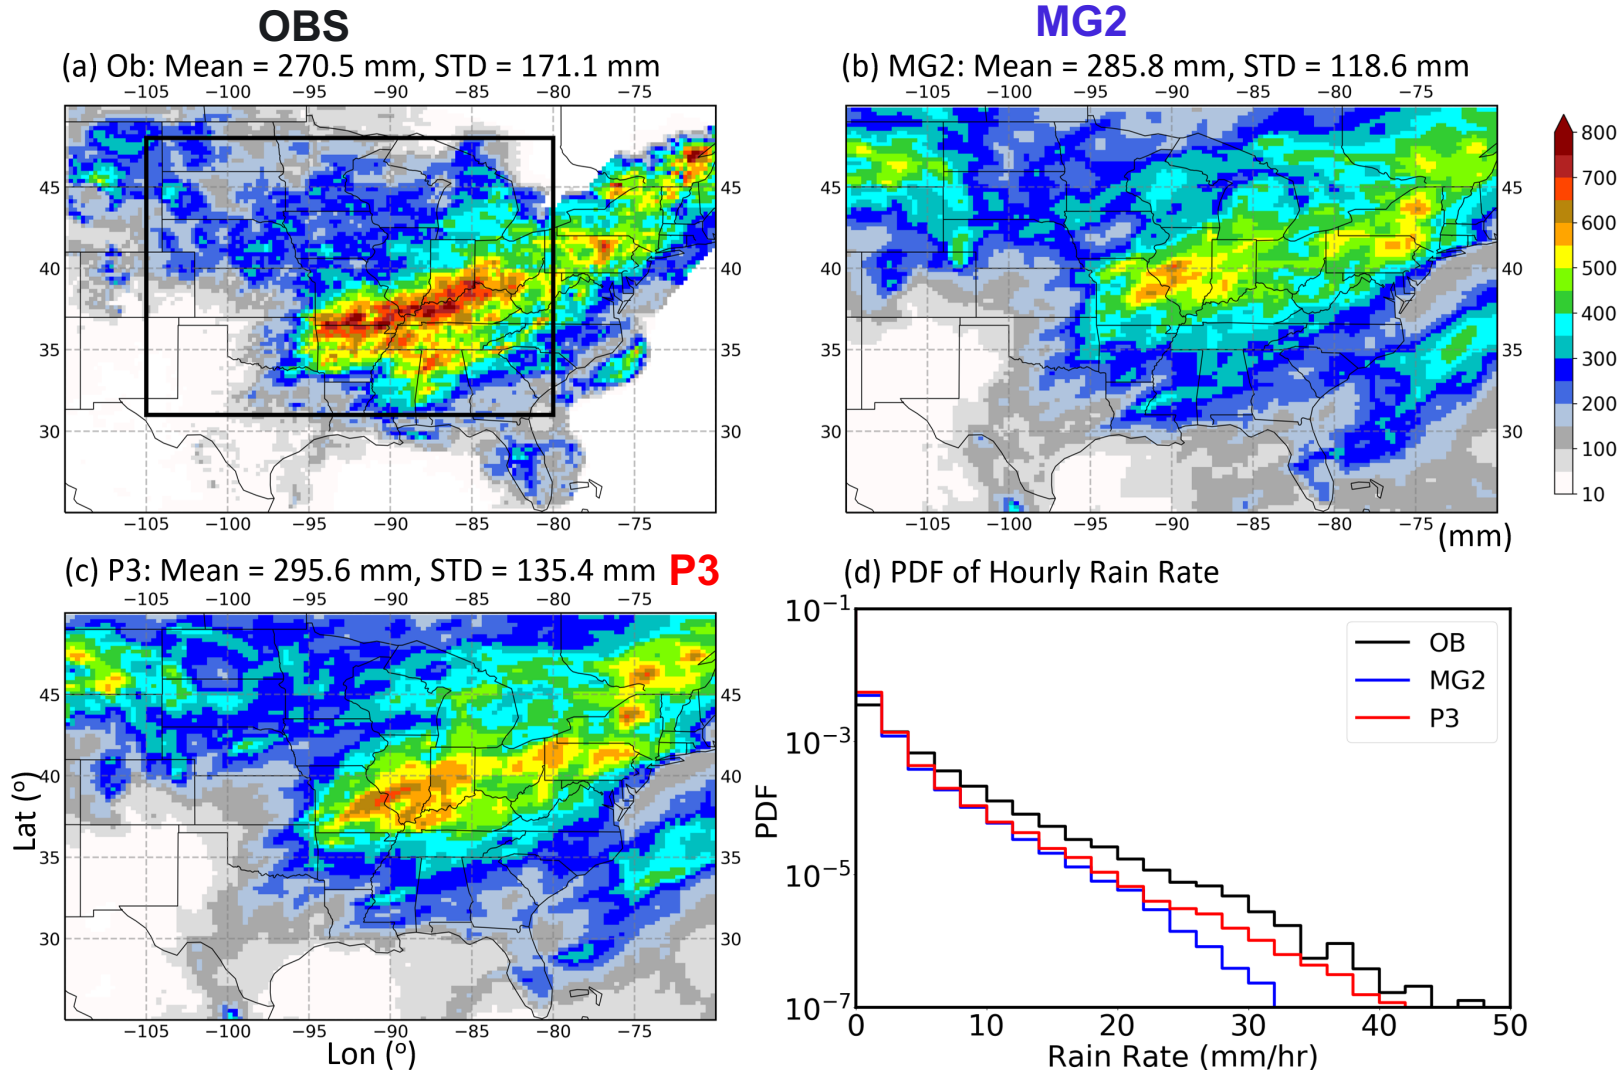 OBS
MG2
(a) Ob: Mean = 270.5 mm, STD = 171.1 mm
(b) MG2: Mean = 285.8 mm, STD = 118.6 mm
−105 −100 −95 −90 −85 −80 −75
−105 −100 −95 −90 −85 −80 −75
45
40
35
30
45
40
35
30
45
40
35
30
800
700
600
500
400
300
200
100
10
−105 −100 −95 −90 −85 −80 −75
−105 −100 −95 −90 −85 −80 −75
(mm)
(c) P3: Mean = 295.6 mm, STD = 135.4 mm
P3
(d) PDF of Hourly Rain Rate
−105 −100 −95 −90 −85 −80 −75
45
40
35
30
45
40
35
30
Lat (o)
−105 −100 −95 −90 −85 −80 −75
Lon (o)
10−1
10−3
10−5
10−7
PDF
OB
MG2
P3
0 10 20 30 40 50
Rain Rate (mm/hr)